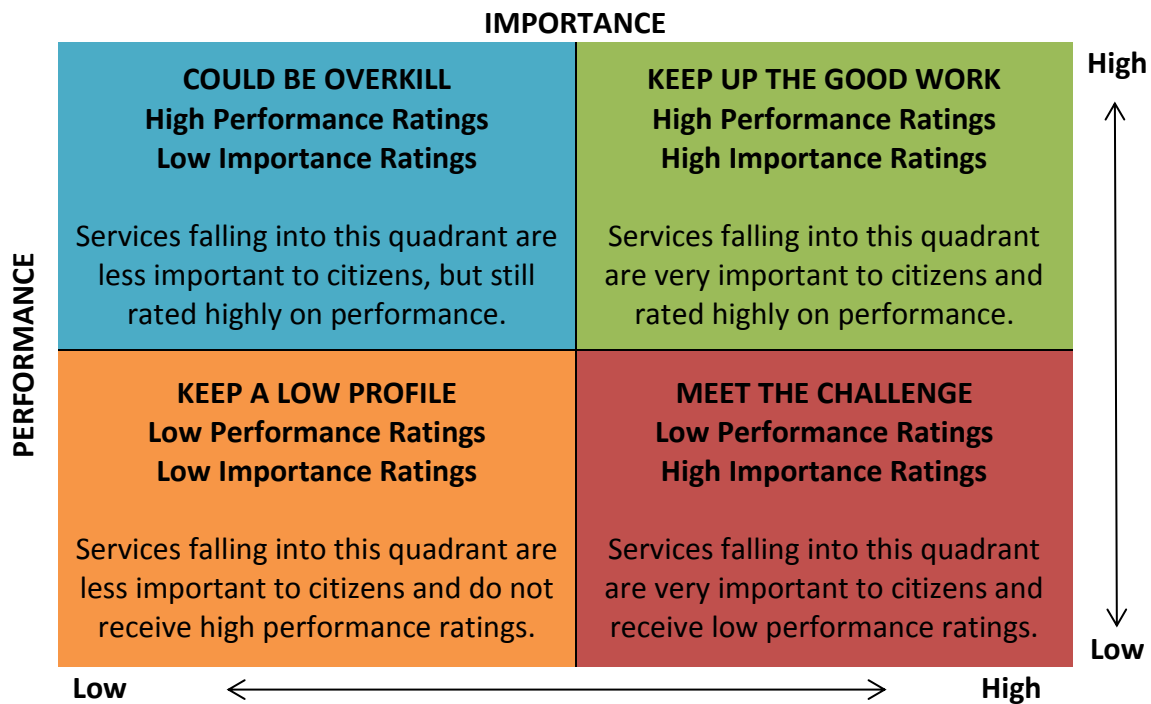 IMPORTANCE
COULD BE OVERKILL
High Performance Ratings
Low Importance Ratings
Services falling into this quadrant are
less important to citizens, but still
rated highly on performance.
KEEP UP THE GOOD WORK
High Performance Ratings
High Importance Ratings
Services falling into this quadrant
are very important to citizens and
rated highly on performance.
High
PERFORMANCE
KEEP A LOW PROFILE
Low Performance Ratings
Low Importance Ratings
Services falling into this quadrant are
less important to citizens and do not
receive high performance ratings.
MEET THE CHALLENGE
Low Performance Ratings
High Importance Ratings
Services falling into this quadrant
are very important to citizens and
receive low performance ratings.
Low
Low
High